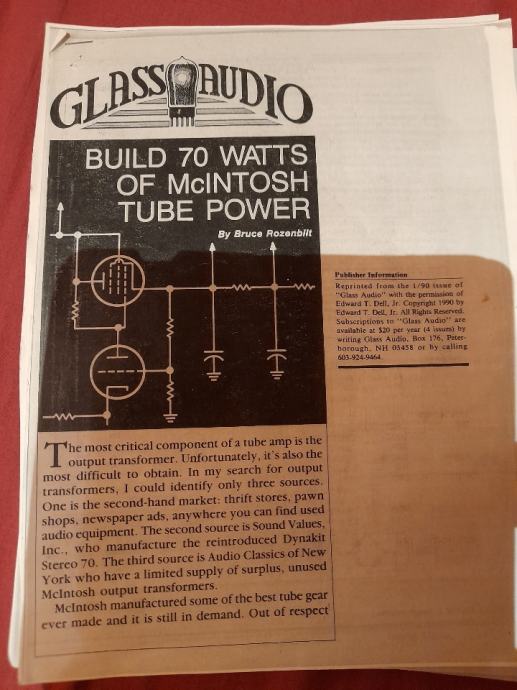 GLASS AUDIO
BUILD 70 WATTS
OF McINTOSH
TUBE POWER
By Bruce Rozenblit
The most critical component of a tube amp is the
output transformer. Unfortunately, it's also the
most difficult to obtain. In my search for output
transformers, I could identify only three sources.
One is the second-hand market: thrift stores, pawn
shops, newspaper ads, anywhere you can find used
audio equipment. The second source is Sound Values,
Inc., who manufacture the reintroduced Dynakit
Stereo 70. The third source is Audio Classics of New
York who have a limited supply of surplus, unused
McIntosh output transformers.
McIntosh manufactured some of the best tube gear
ever made and it is still in demand. Out of respect
Publisher Information
Reprinted from the 1/90 issue of
"Glass Audio" with the permission of
Edward T. Dell, Jr. Copyright 1990 by
Edward T. Dell, Jr. All Rights Reserved.
Subscriptions to "Glass Audio" are
available at $20 per year (4 issues) by
writing Glass Audio, Box 176, Peter-
borough, NH 03458 or by calling
603-924-9464.